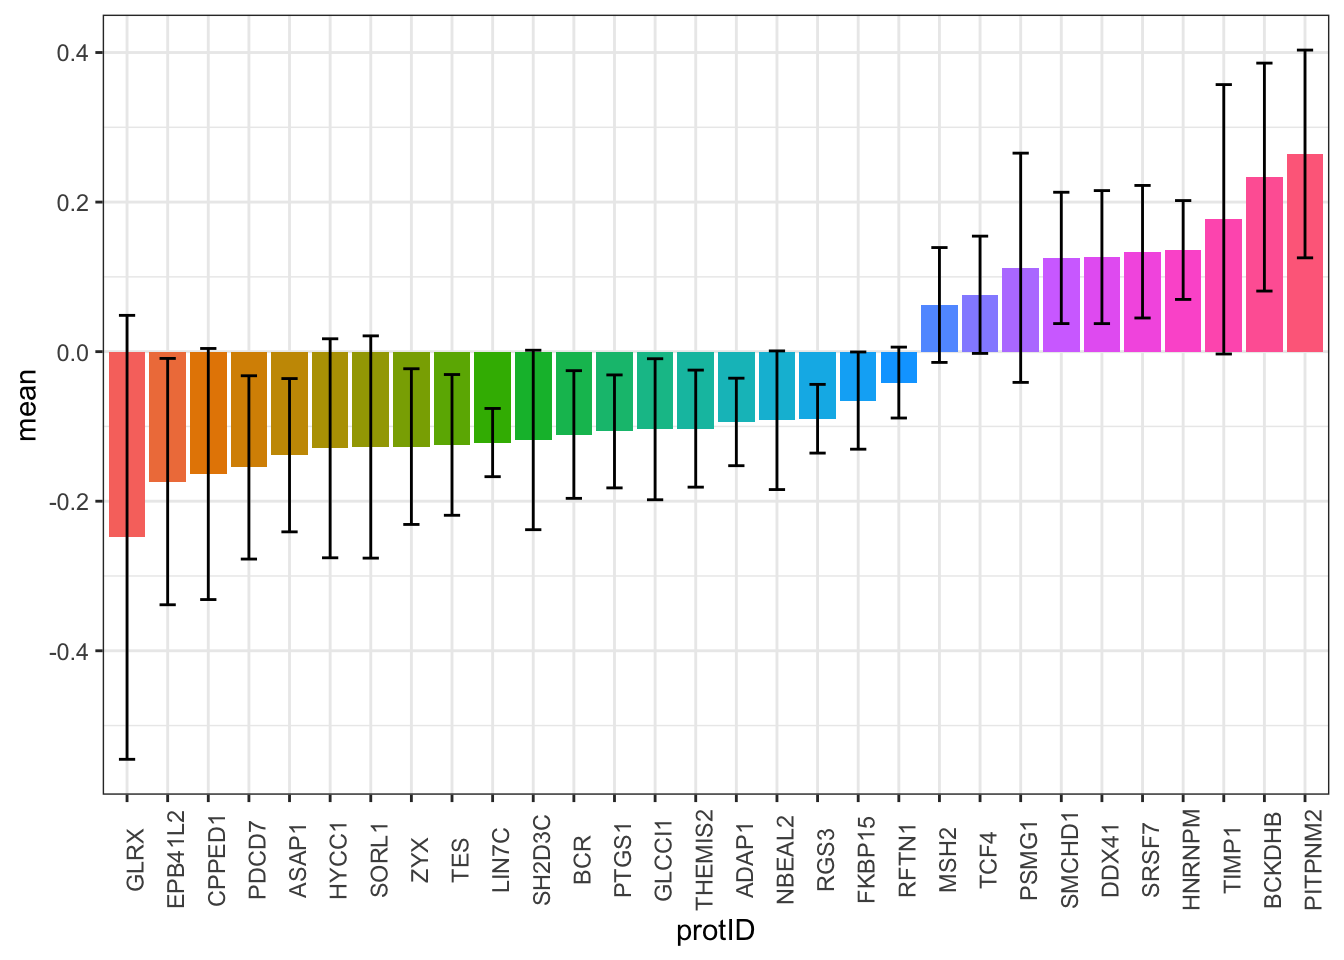 0.4
0.2
0.0
-0.2
-0.4
mean
GLRX
EPB41L2
CPPED1
PDCD7
ASAP1
HYCC1
SORL1
ZYX
TES
LIN7C
SH2D3C
BCR
PTGS1
GLCCI1
THEMIS2
ADAP1
NBEAL2
RGS3
FKBP15
RFTN1
MSH2
TCF4
PSMG1
SMCHD1
DDX41
SRSF7
HNRNPM
TIMP1
BCKDHB
PITPNM2
protID